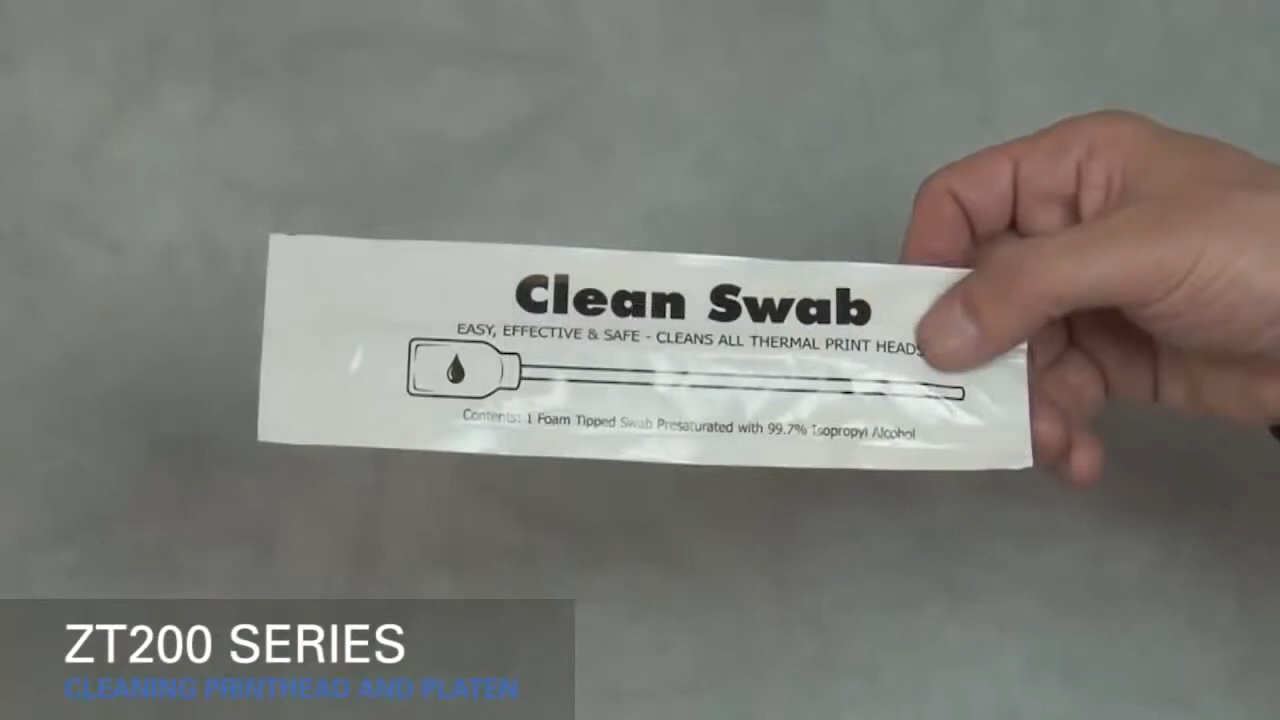 Clean Swab
EASY, EFFECTIVE & SAFE - CLEANS ALL THERMAL PRINT HEADS
Contents: 1 Foam Tipped Swab Presaturated with 99.7% Isopropyl Alcohol
ZT200 SERIES
CLEANING PRINTHEAD AND PLATEN